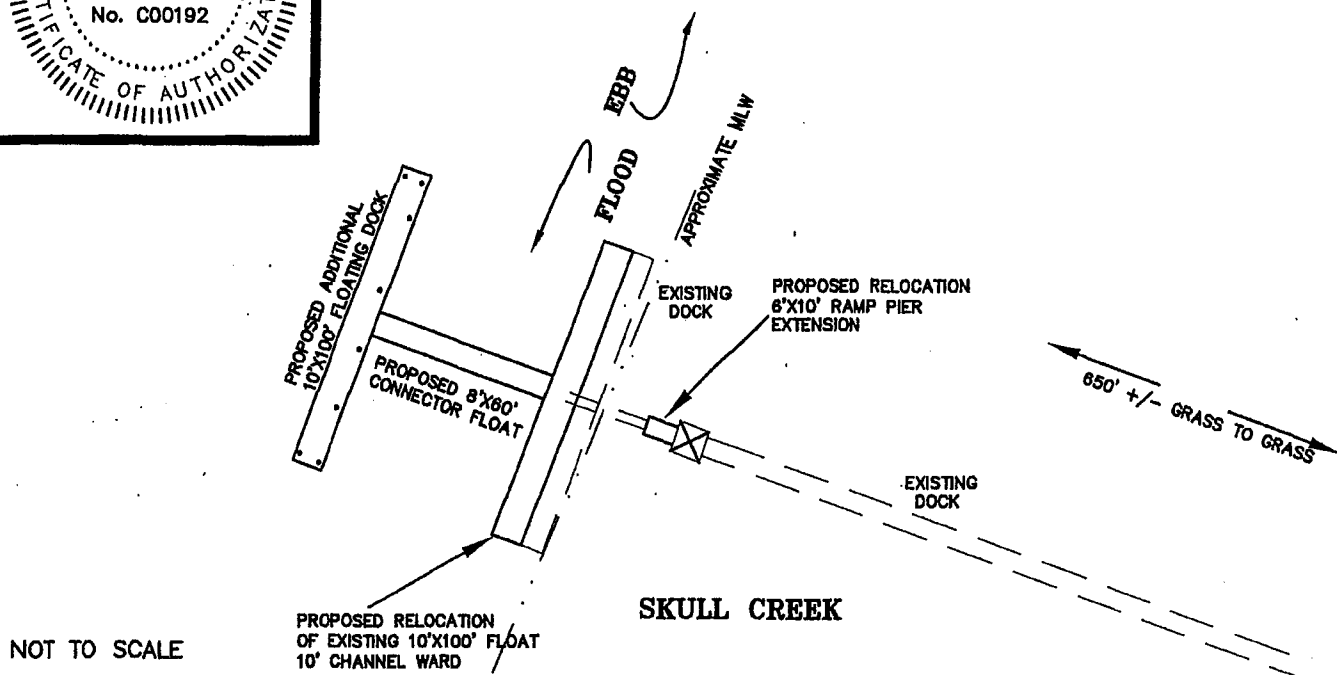 No. C00192
TIFICATE OF AUTHORIZAT
EBB
FLOOD
APPROXIMATE MLW
PROPOSED ADDITIONAL
10'X100' FLOATING DOCK
EXISTING
DOCK
PROPOSED RELOCATION
6'X10' RAMP PIER
EXTENSION
PROPOSED 8'X60'
CONNECTOR FLOAT
650' +/- GRASS TO GRASS
EXISTING
DOCK
SKULL CREEK
PROPOSED RELOCATION
OF EXISTING 10'X100' FLOAT
10' CHANNEL WARD
NOT TO SCALE